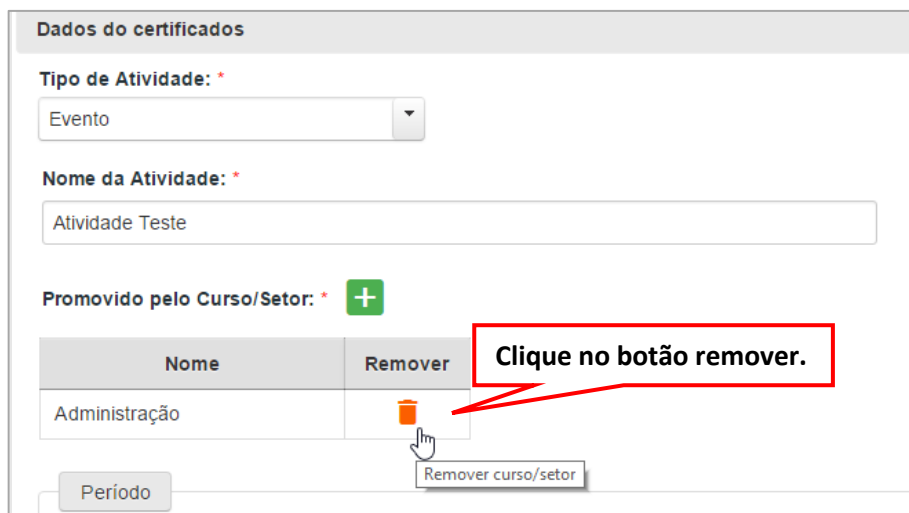 Dados do certificados
Tipo de Atividade: *
Evento
Nome da Atividade: *
Atividade Teste
Promovido pelo Curso/Setor: *
Nome Remover
Clique no botão remover.
Administração
Remover curso/setor
Período